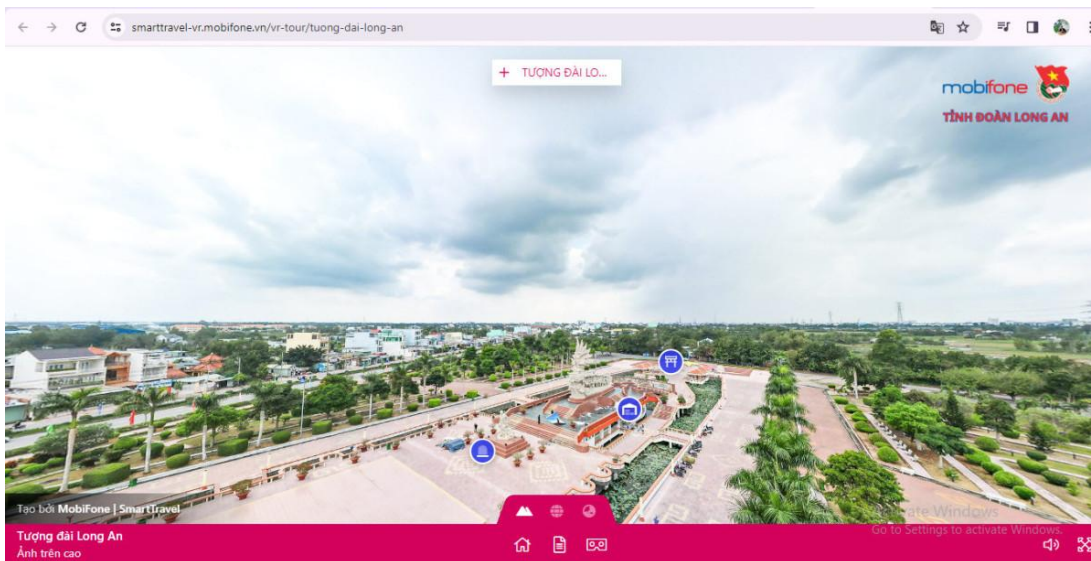 smarttravel-vr.mobifone.vn/vr-tour/tuong-dai-long-an
+ TƯỢNG ĐÀI LO...
mobifone
TỈNH ĐOÀN LONG AN
Tạo bởi MobiFone | SmartTravel
Activate Windows
Go to Settings to activate Windows.
Tượng đài Long An
Ảnh trên cao